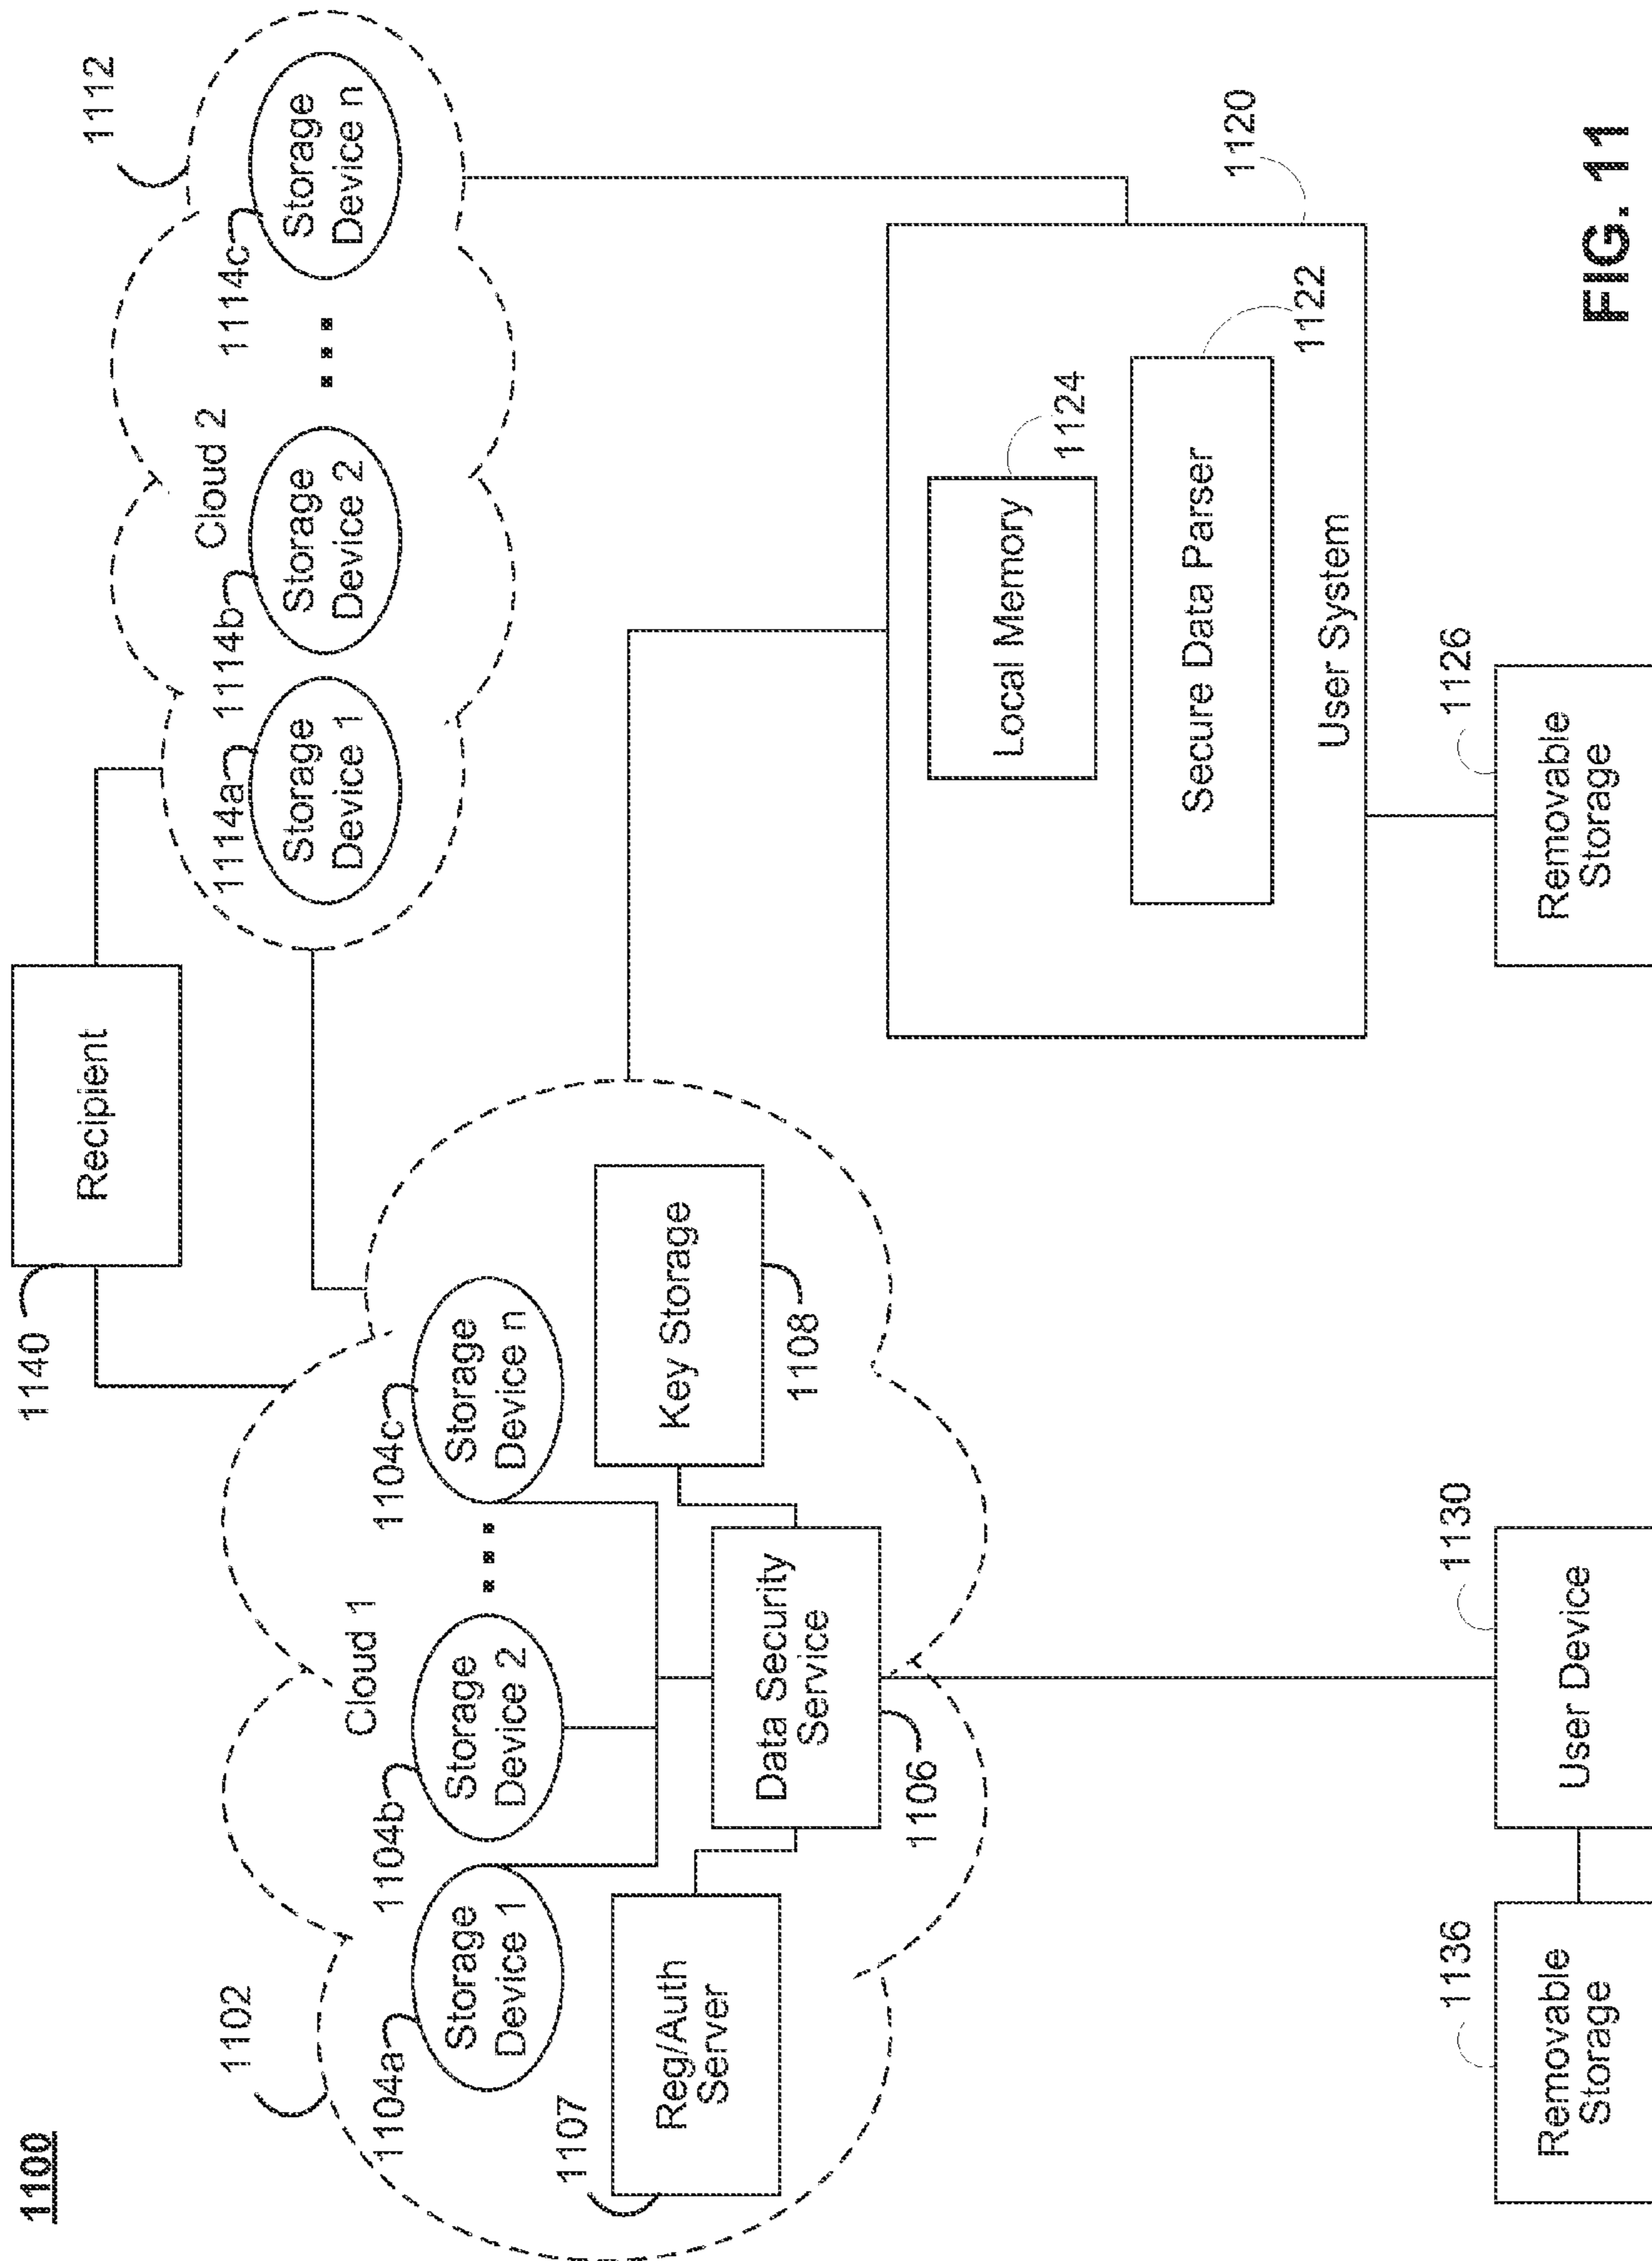 1100
1140
Recipient
1112
1102
Cloud 1
Cloud 2
1104a
Storage
Device 1
1104b
Storage
Device 2
...
1104c
Storage
Device n
1114a
Storage
Device 1
1114b
Storage
Device 2
...
1114c
Storage
Device n
1107
Reg/Auth
Server
1106
Data Security
Service
1108
Key Storage
1120
Local Memory
1124
Secure Data Parser
1122
User System
1136
Removable
Storage
1130
User Device
1126
Removable
Storage
FIG. 11